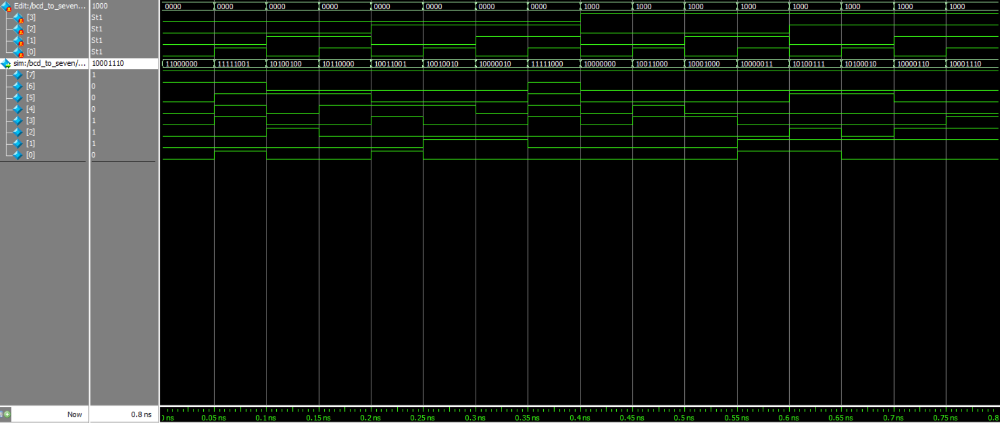 Edit:/bcd_to_seven... 1000 0000 0000 0000 0000 0000 0000 0000 0000 1000 1000 1000 1000 1000 1000 1000 1000
[3] St1
[2] St1
[1] St1
[0] St1
sim:/bcd_to_seven/... 10001110 11000000 11111001 10100100 10110000 10011001 10010010 10000010 11111000 10000000 10011000 10001000 10000011 10100111 10100010 10000110 10001110
[7] 1
[6] 0
[5] 0
[4] 0
[3] 1
[2] 1
[1] 1
[0] 0
Now 0.8 ns ns 0.05 ns 0.1 ns 0.15 ns 0.2 ns 0.25 ns 0.3 ns 0.35 ns 0.4 ns 0.45 ns 0.5 ns 0.55 ns 0.6 ns 0.65 ns 0.7 ns 0.75 ns 0.8